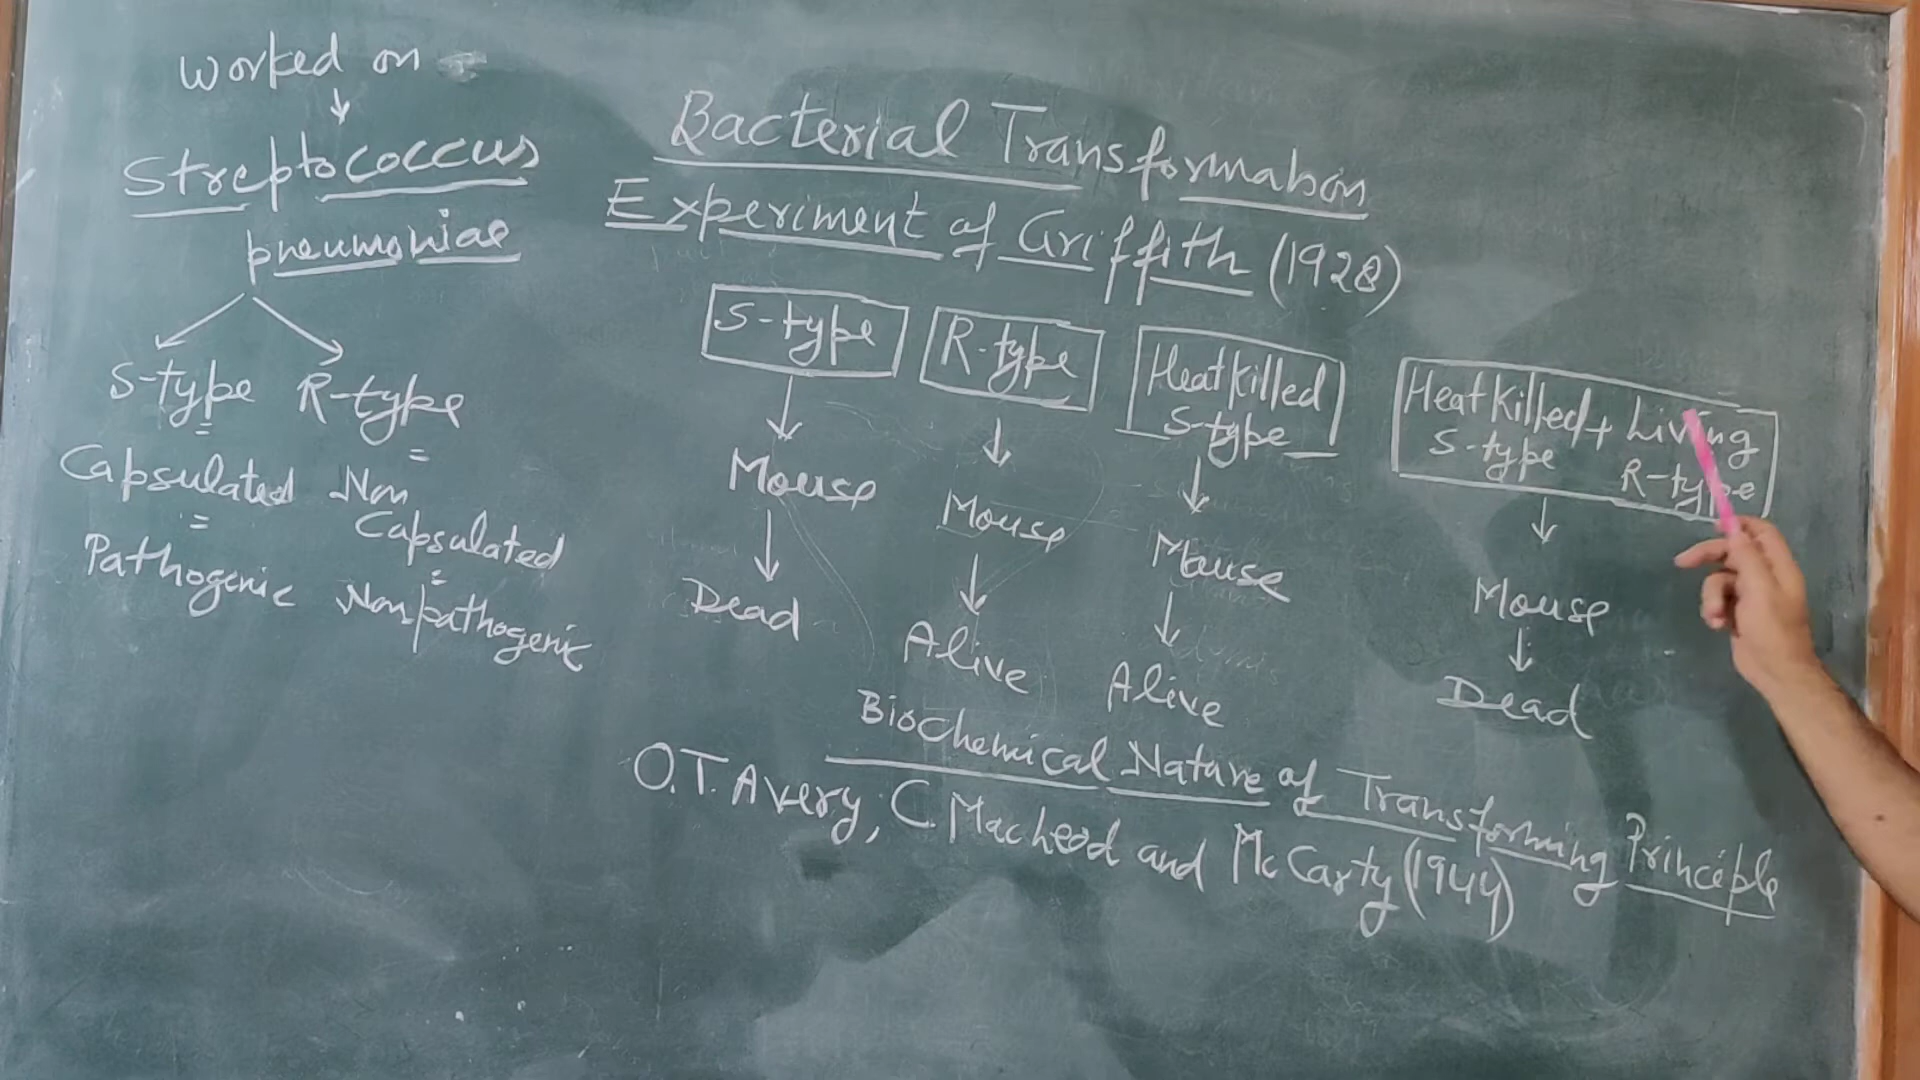 Worked on
↓
Streptococcus
pneumoniae
S-type R-type
Capsulated Non
Capsulated
Pathogenic Nonpathogenic
Bacterial Transformation
Experiment of Griffith (1928)
S-type
↓
Mouse
↓
Dead
R-type
↓
Mouse
↓
Alive
Heat Killed
S-type
↓
Mouse
↓
Alive
Heat Killed + Living
S-type R-type
↓
Mouse
↓
Dead
Biochemical Nature of Transforming Principle
O.T. Avery, C. Macleod and McCarty (1944)